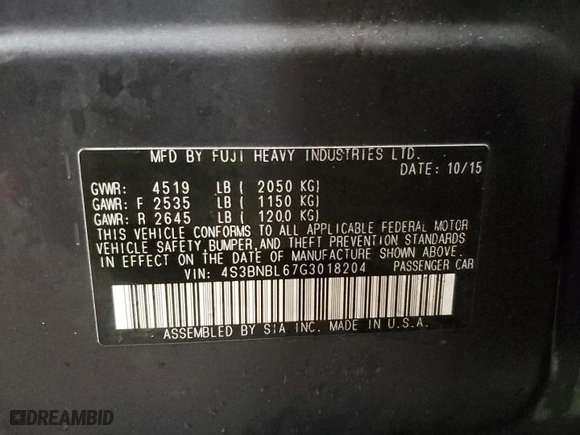 MFD BY FUJI HEAVY INDUSTRIES LTD.
DATE: 10/15
GVWR: 4519 LB ( 2050 KG)
GAWR: F 2535 LB ( 1150 KG)
GAWR: R 2645 LB ( 1200 KG)
THIS VEHICLE CONFORMS TO ALL APPLICABLE FEDERAL MOTOR
VEHICLE SAFETY, BUMPER, AND THEFT PREVENTION STANDARDS
IN EFFECT ON THE DATE OF MANUFACTURE SHOWN ABOVE.
VIN: 4S3BNBL67G3018204 PASSENGER CAR
ASSEMBLED BY SIA INC. MADE IN U.S.A.
DREAMBID